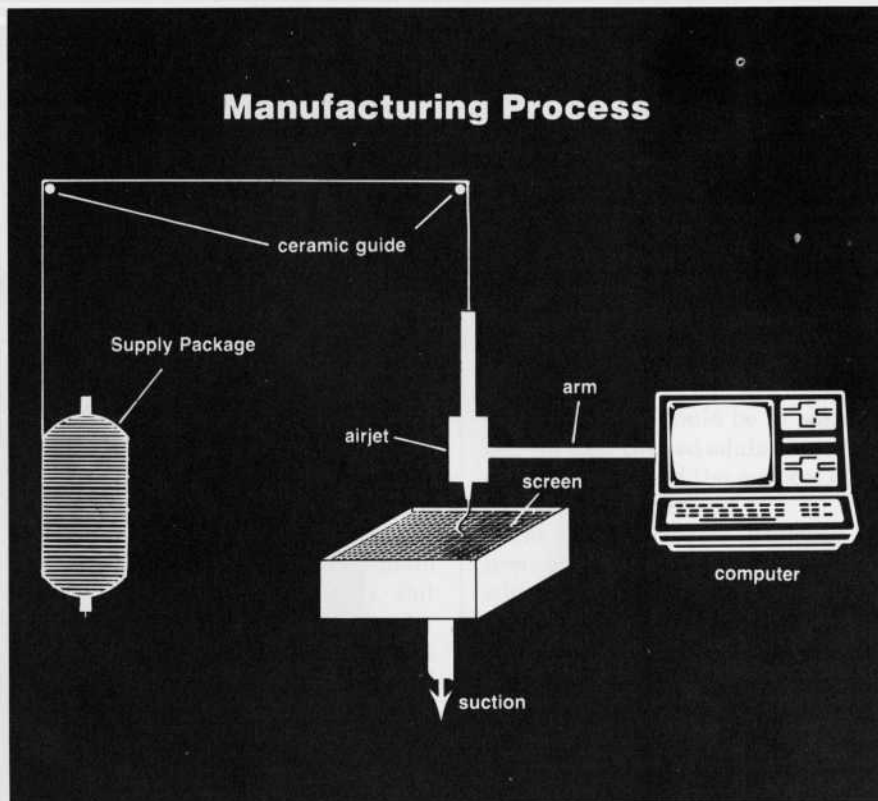 Manufacturing Process
ceramic guide
Supply Package
arm
airjet
screen
computer
suction